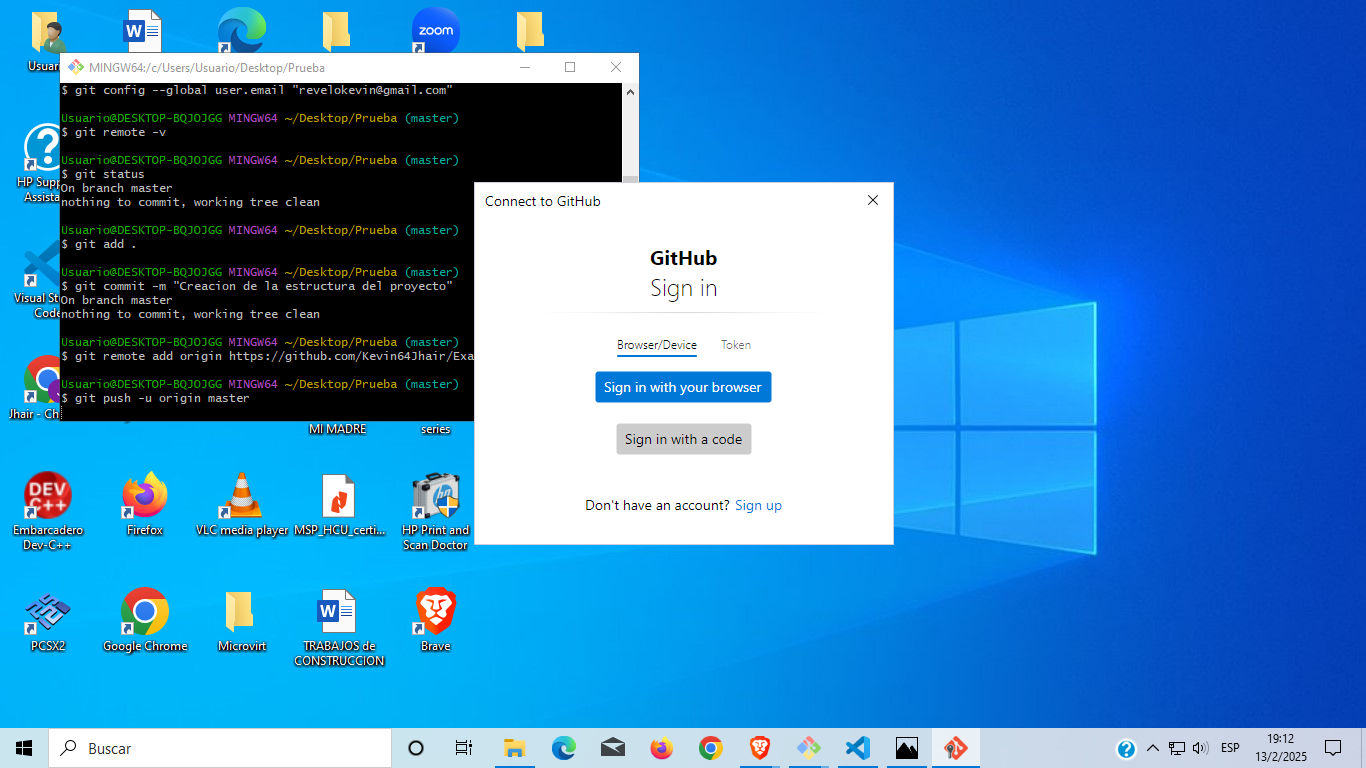 zoom
Usuar
MINGW64:/c/Users/Usuario/Desktop/Prueba
$ git config --global user.email "revelokevin@gmail.com"
Usuario@DESKTOP-BQJOJGG MINGW64 ~/Desktop/Prueba (master)
$ git remote -v
Usuario@DESKTOP-BQJOJGG MINGW64 ~/Desktop/Prueba (master)
$ git status
On branch master
nothing to commit, working tree clean
Usuario@DESKTOP-BQJOJGG MINGW64 ~/Desktop/Prueba (master)
$ git add .
Usuario@DESKTOP-BQJOJGG MINGW64 ~/Desktop/Prueba (master)
$ git commit -m "Creacion de la estructura del proyecto"
On branch master
nothing to commit, working tree clean
Usuario@DESKTOP-BQJOJGG MINGW64 ~/Desktop/Prueba (master)
$ git remote add origin https://github.com/Kevin64Jhair/Exa
Usuario@DESKTOP-BQJOJGG MINGW64 ~/Desktop/Prueba (master)
$ git push -u origin master
HP Supp
Assista
Visual St
Code
Jhair - Ch
MI MADRE
series
Connect to GitHub
GitHub
Sign in
Browser/Device
Token
Sign in with your browser
Sign in with a code
Don't have an account? Sign up
DEV
C++
Embarcadero
Dev-C++
Firefox
VLC media player
MSP_HCU_certi...
HP Print and
Scan Doctor
PCSX2
Google Chrome
Microvirt
TRABAJOS de
CONSTRUCCION
Brave
Buscar
ESP
19:12
13/2/2025